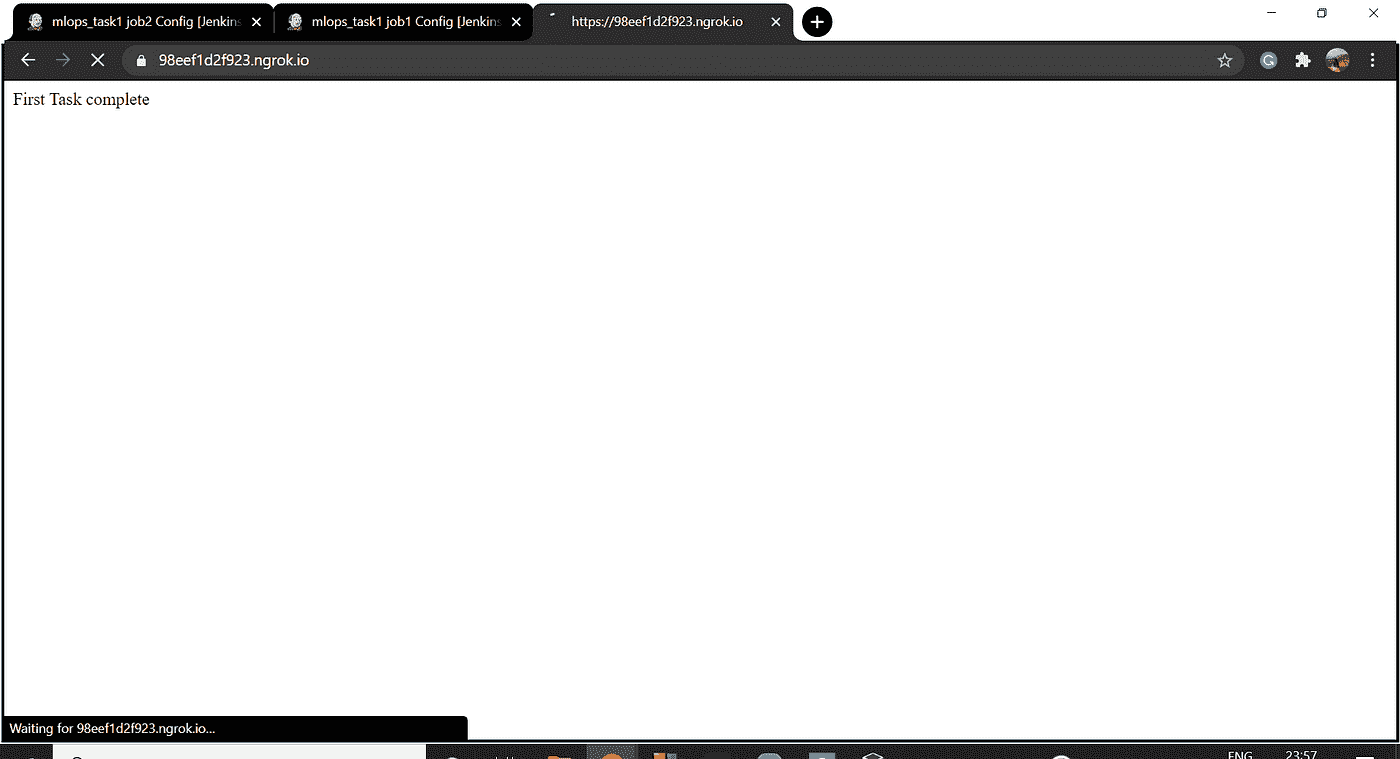 mlops_task1 job2 Config [Jenkins
mlops_task1 job1 Config [Jenkins
https://98eef1d2f923.ngrok.io
98eef1d2f923.ngrok.io
First Task complete
Waiting for 98eef1d2f923.ngrok.io...
ENG
23:57